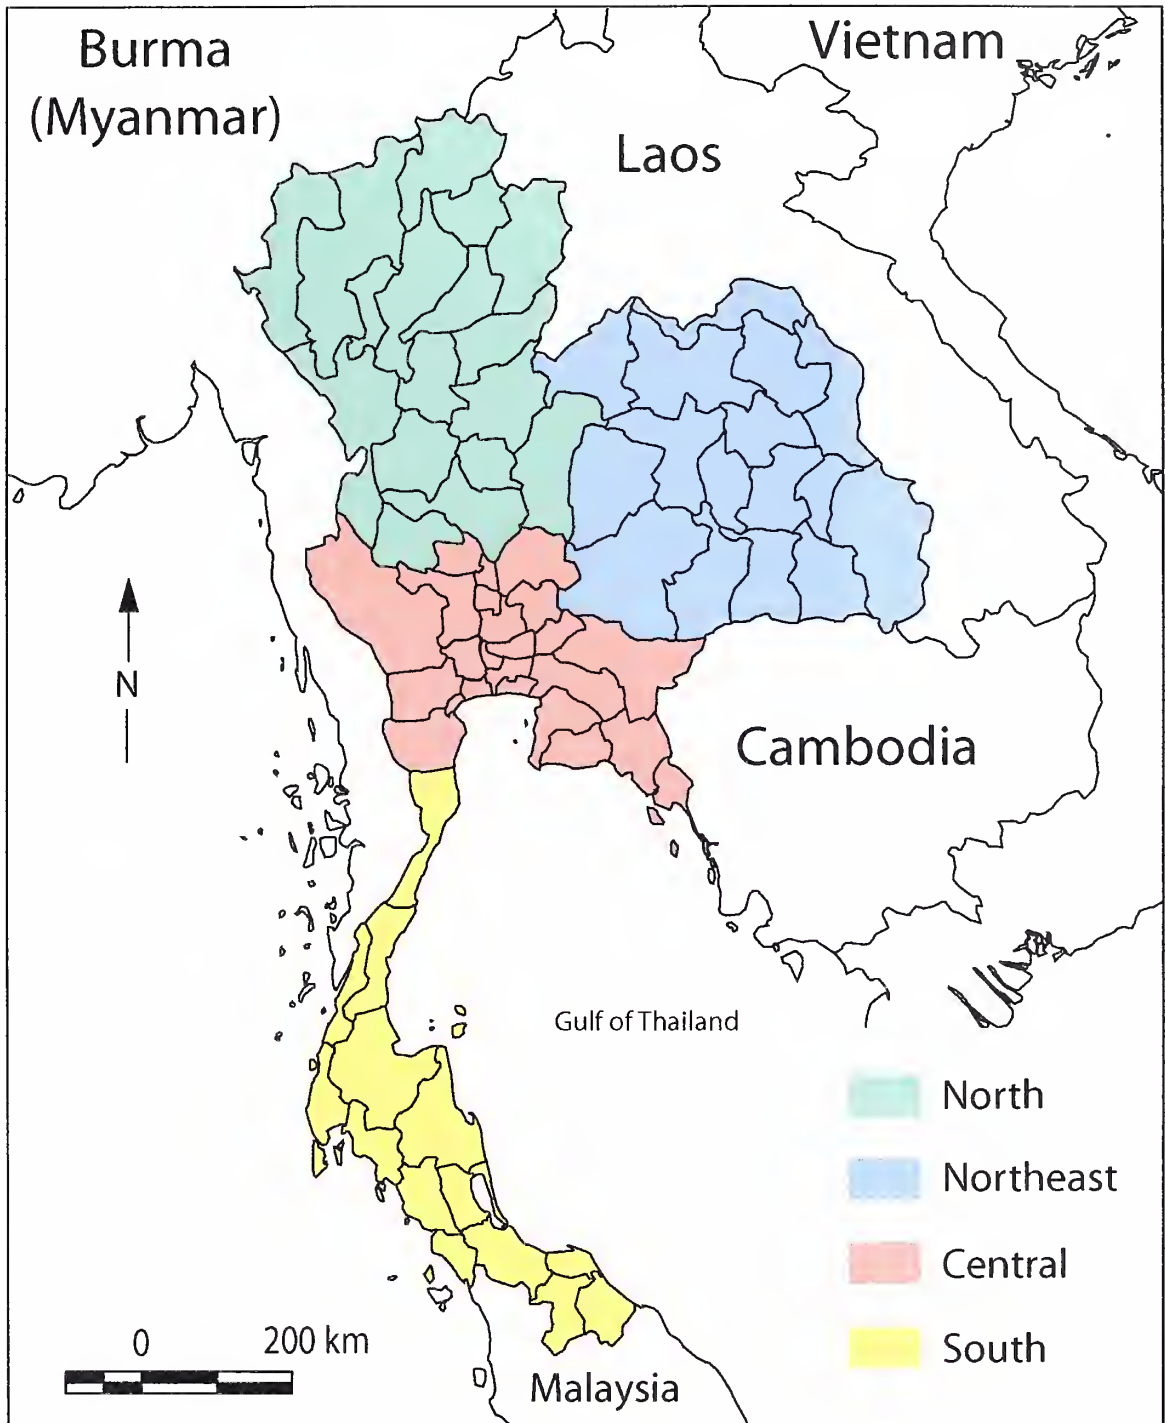 Burma
(Myanmar)
Vietnam
Laos
N
Cambodia
Gulf of Thailand
North
Northeast
Central
South
0 200 km
Malaysia